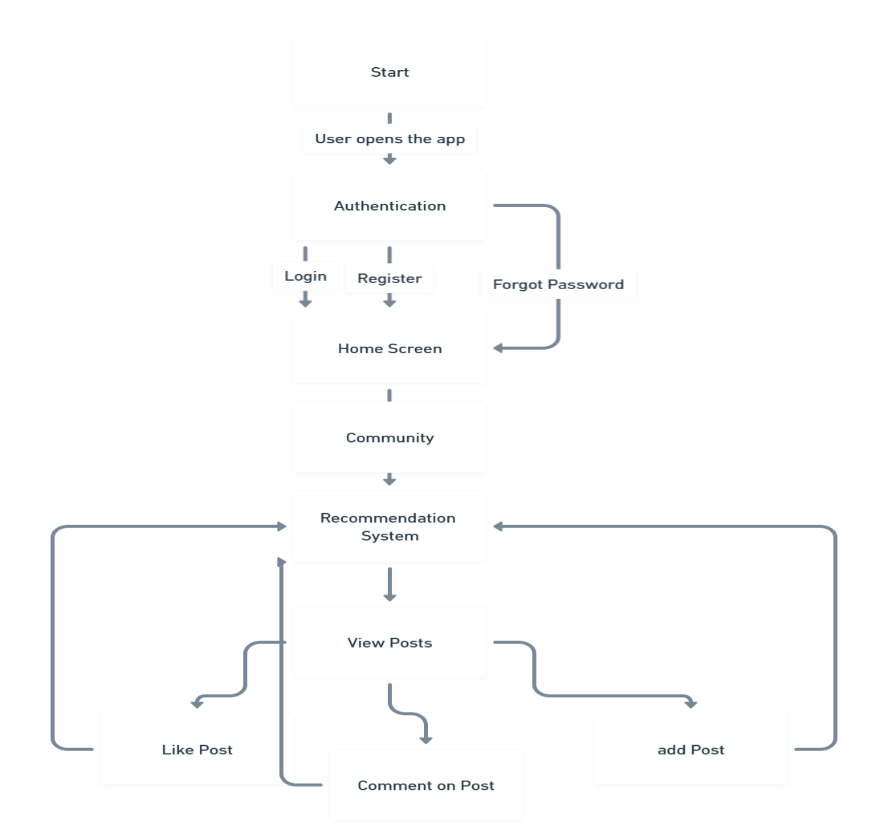 Start
User opens the app
Authentication
Login
Register
Forgot Password
Home Screen
Community
Recommendation
System
View Posts
Like Post
add Post
Comment on Post